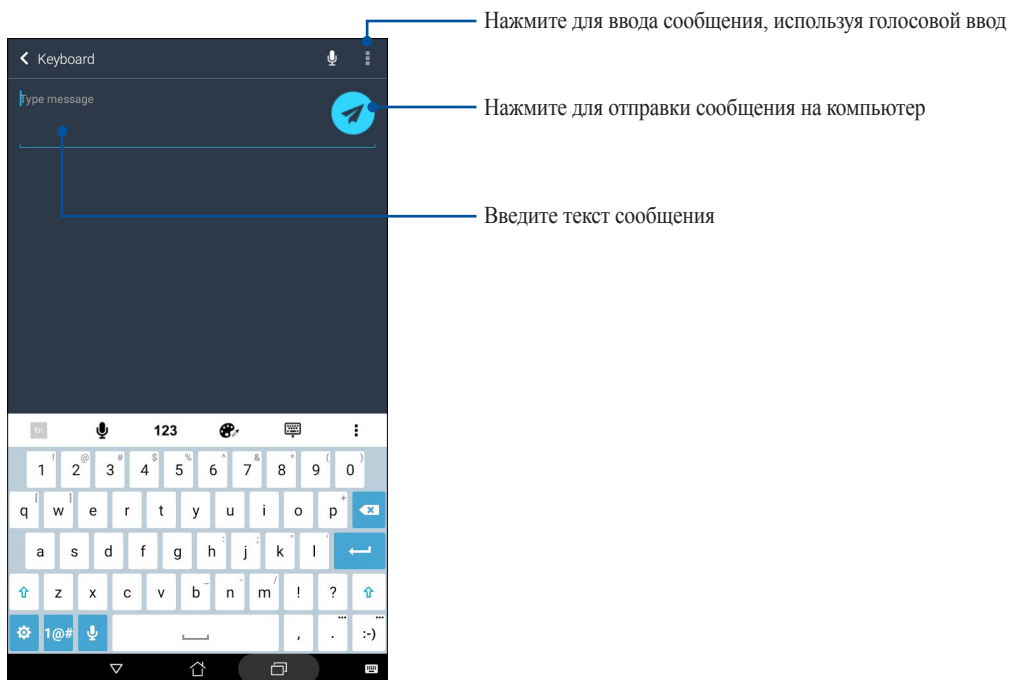 Нажмите для ввода сообщения, используя голосовой ввод
Keyboard
Type message
Нажмите для отправки сообщения на компьютер
Введите текст сообщения
En 123
! @ # $ % ^ & * ( )
1 2 3 4 5 6 7 8 9 0
[ ] +
q w e r t y u i o p
: ; " '
a s d f g h j k l
_ - /
z x c v b n m ! ?
1@# , . :-)